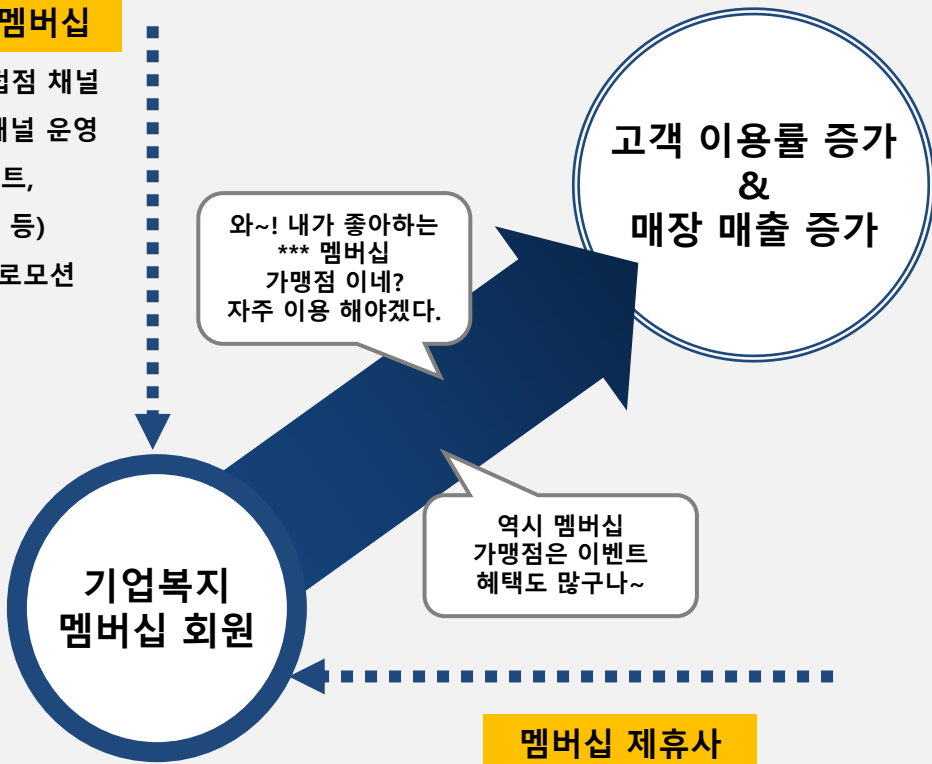 멤버십
접점 채널
채널 운영
트,
등)
로모션
고객 이용률 증가
&
매장 매출 증가
와~! 내가 좋아하는
*** 멤버십
가맹점 이네?
자주 이용 해야겠다.
역시 멤버십
가맹점은 이벤트
혜택도 많구나~
기업복지
멤버십 회원
멤버십 제휴사